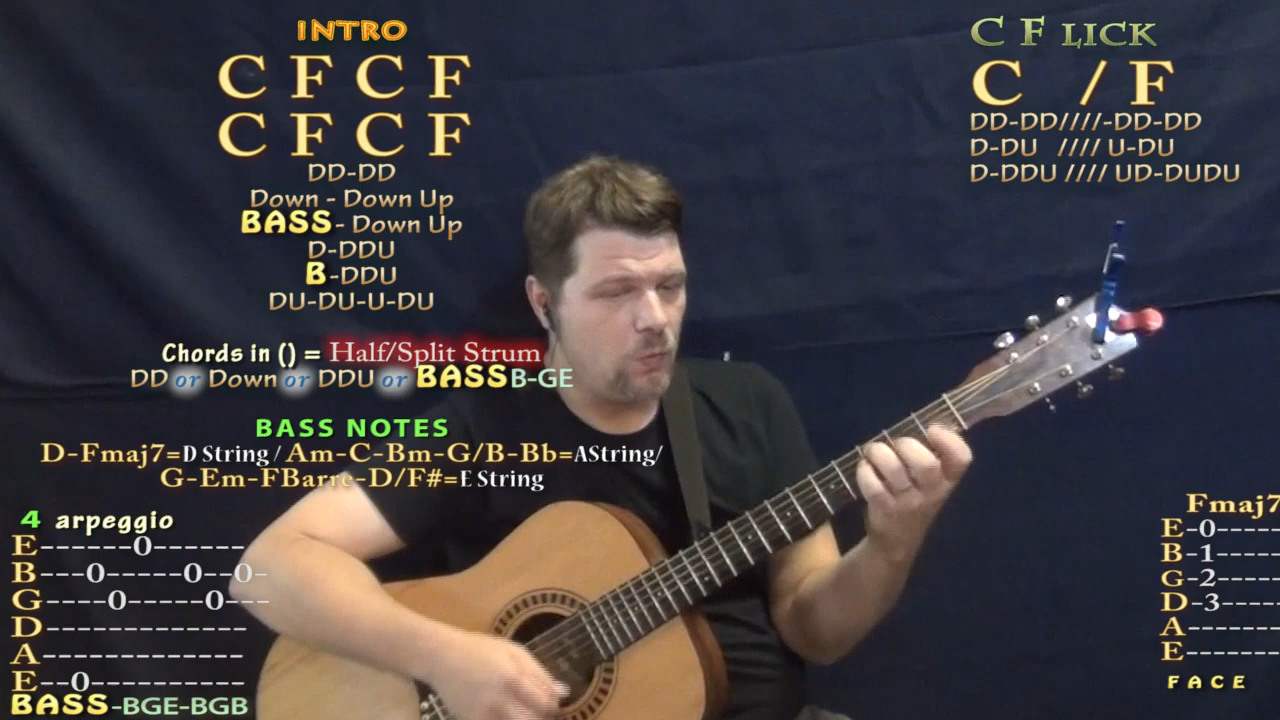 INTRO
C F C F
C F C F
DD-DD
Down - Down Up
BASS - Down Up
D-DDU
B-DDU
DU-DU-U-DU
Chords in () = Half/Split Strum
DD or Down or DDU or BASS B-GE
BASS NOTES
D-Fmaj7=D String / Am-C-Bm-G/B-Bb=AString/
G-Em-FBarre-D/F#=E String
4 arpeggio
E------0------
B---0-----0--0-
G----0-----0---
D------------
A------------
E--0---------
BASS-BGE-BGB
C F LICK
C / F
DD-DD////-DD-DD
D-DU //// U-DU
D-DDU //// UD-DUDU
Fmaj7
E-0-----
B-1----
G-2----
D-3----
A------
E------
F A C E